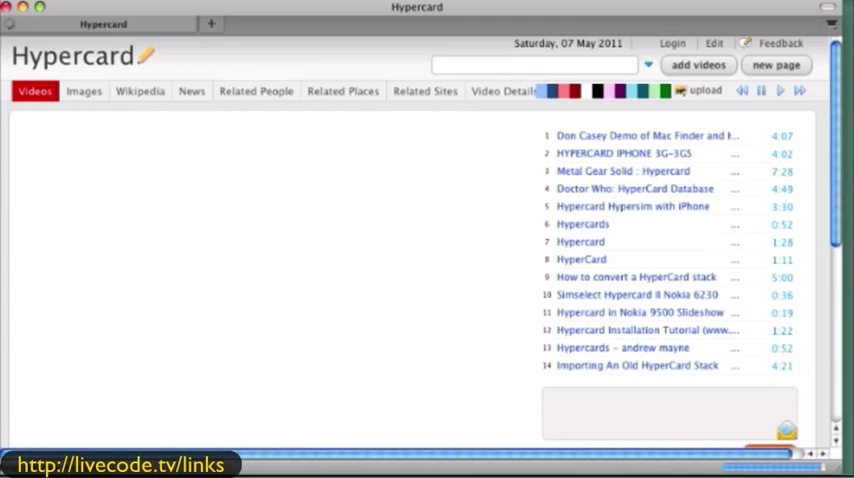 Hypercard
Hypercard
Saturday, 07 May 2011 Login Edit Feedback
Hypercard
add videos new page
Videos Images Wikipedia News Related People Related Places Related Sites Video Details upload
1 Don Casey Demo of Mac Finder and H... 4:07
2 HYPERCARD IPHONE 3G-3GS ... 4:02
3 Metal Gear Solid : Hypercard ... 7:28
4 Doctor Who: HyperCard Database ... 4:49
5 Hypercard Hypersim with iPhone ... 3:30
6 Hypercards ... 0:52
7 Hypercard ... 1:28
8 HyperCard ... 1:11
9 How to convert a HyperCard stack ... 5:00
10 Simselect Hypercard II Nokia 6230 ... 0:36
11 Hypercard in Nokia 9500 Slideshow ... 0:19
12 Hypercard Installation Tutorial (www.... 1:22
13 Hypercards - andrew mayne ... 0:52
14 Importing An Old HyperCard Stack ... 4:21
http://livecode.tv/links